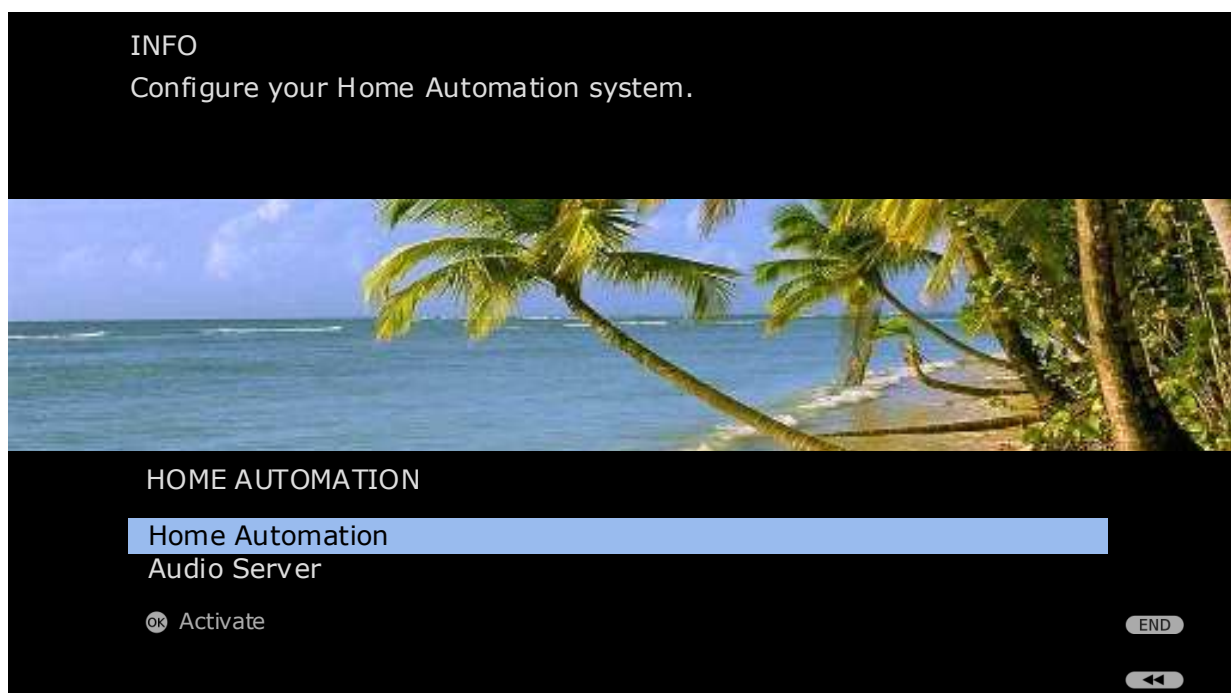 INFO
Configure your Home Automation system.
HOME AUTOMATION
Home Automation
Audio Server
OK Activate
END